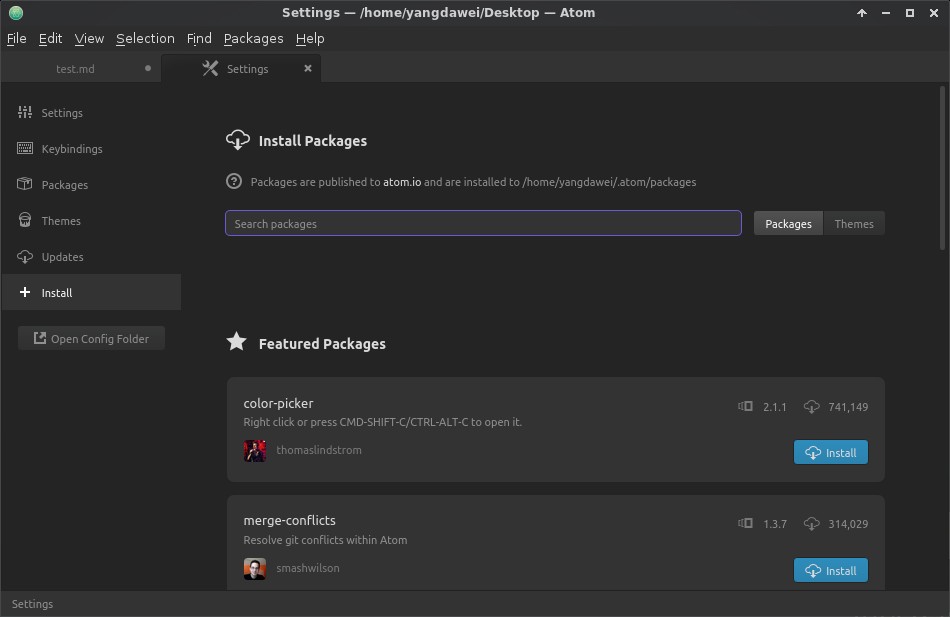 Settings — /home/yangdawei/Desktop — Atom
File Edit View Selection Find Packages Help
test.md
Settings
Settings
Keybindings
Packages
Themes
Updates
Install
Open Config Folder
Install Packages
Packages are published to atom.io and are installed to /home/yangdawei/.atom/packages
Search packages
Packages
Themes
Featured Packages
color-picker
2.1.1
741,149
Right click or press CMD-SHIFT-C/CTRL-ALT-C to open it.
thomaslindstrom
Install
merge-conflicts
1.3.7
314,029
Resolve git conflicts within Atom
smashwilson
Install
Settings